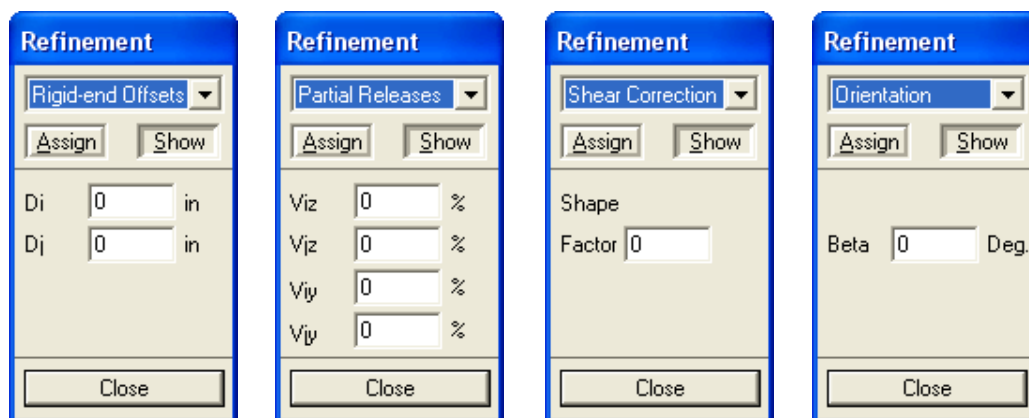 Refinement
Rigid-end Offsets
Assign Show
Di 0 in
Dj 0 in
Close
Refinement
Partial Releases
Assign Show
Viz 0 %
Vjz 0 %
Viy 0 %
Vjy 0 %
Close
Refinement
Shear Correction
Assign Show
Shape
Factor 0
Close
Refinement
Orientation
Assign Show
Beta 0 Deg.
Close